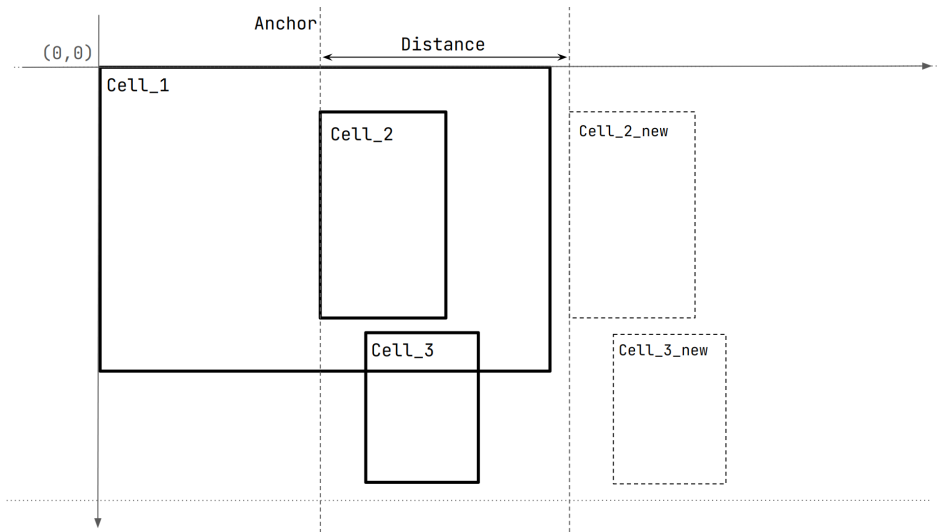 Anchor
Distance
(0,0)
Cell_1
Cell_2
Cell_2_new
Cell_3
Cell_3_new